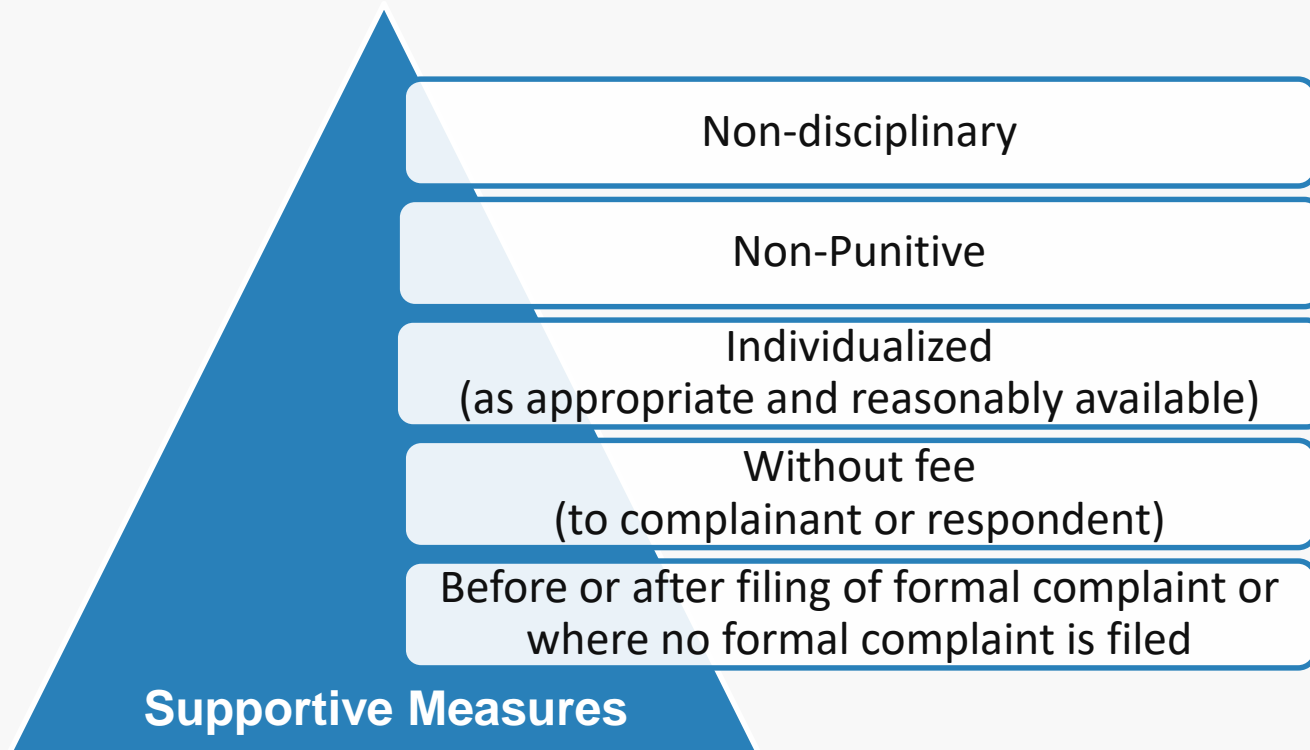 Non-disciplinary
Non-Punitive
Individualized
(as appropriate and reasonably available)
Without fee
(to complainant or respondent)
Before or after filing of formal complaint or
where no formal complaint is filed
Supportive Measures